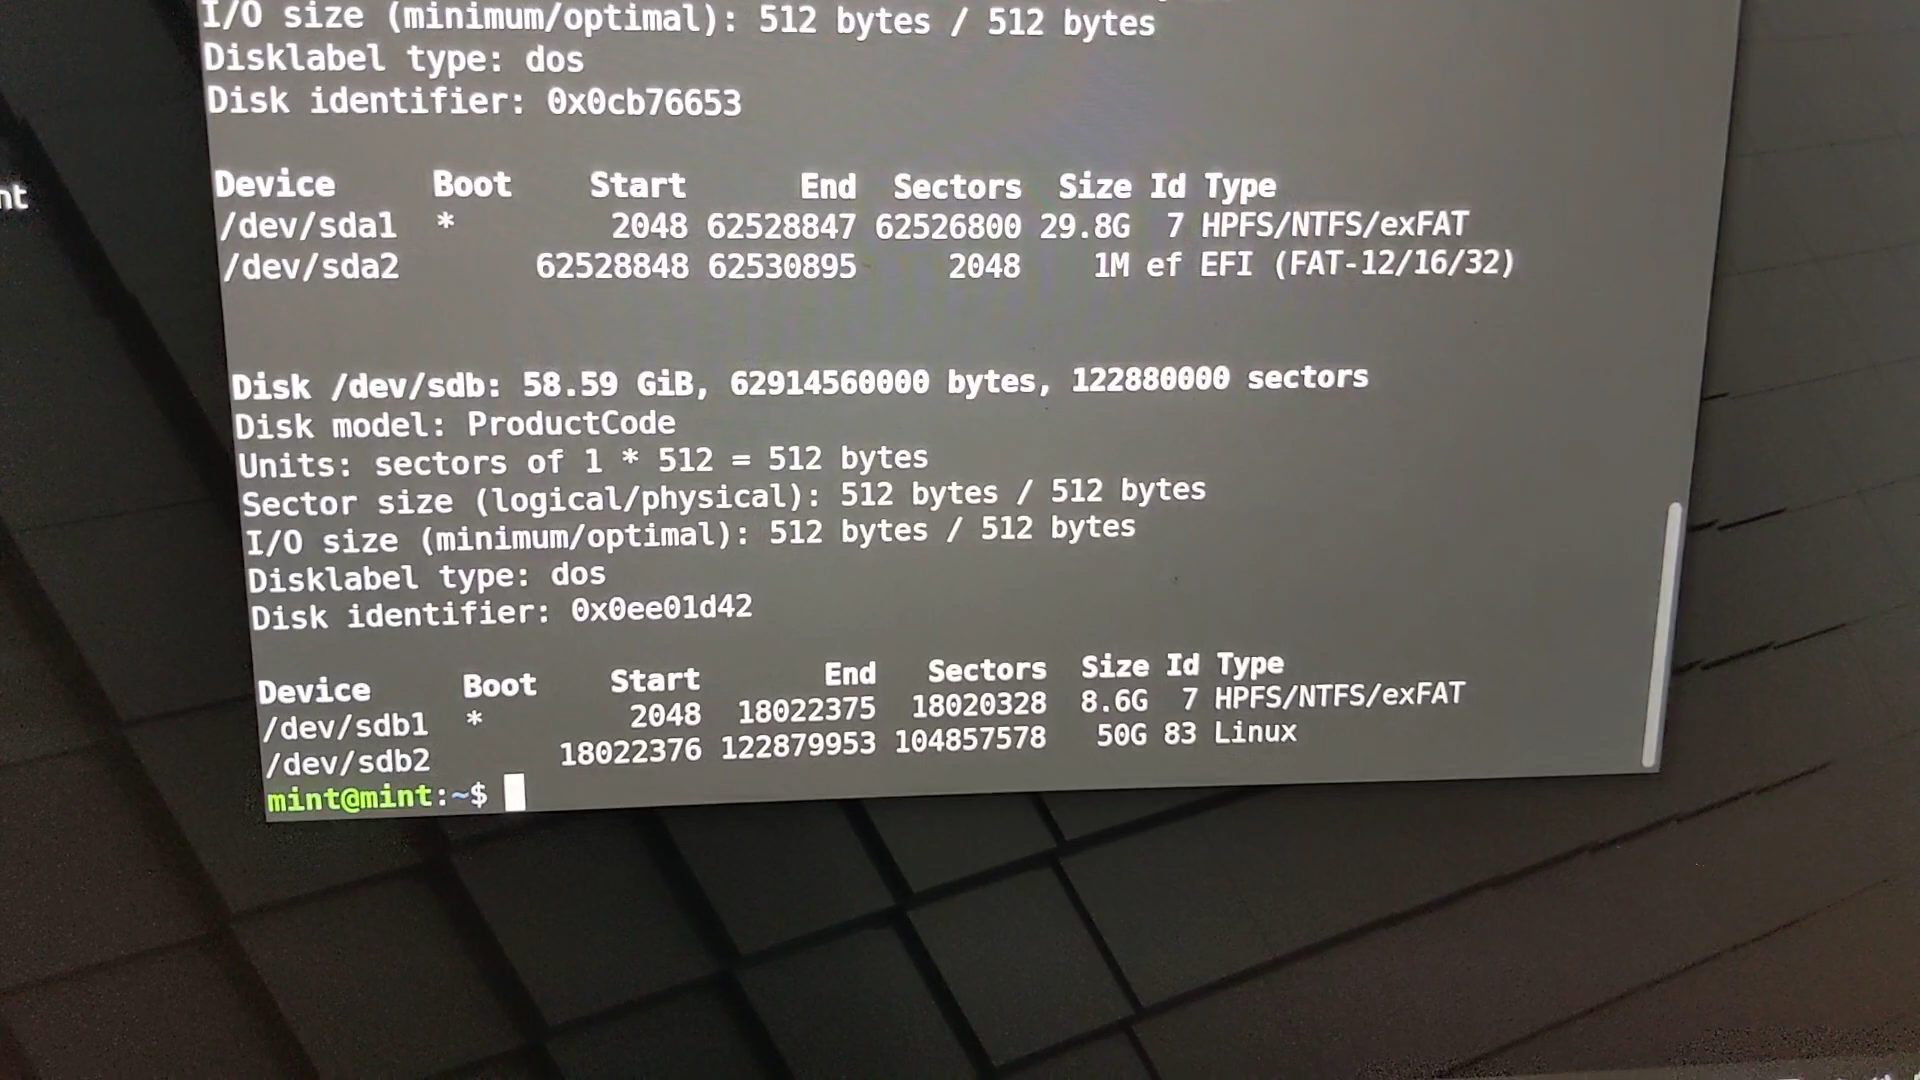 I/O size (minimum/optimal): 512 bytes / 512 bytes
Disklabel type: dos
Disk identifier: 0x0cb76653
Device Boot Start End Sectors Size Id Type
/dev/sda1 * 2048 62528847 62526800 29.8G 7 HPFS/NTFS/exFAT
/dev/sda2 62528848 62530895 2048 1M ef EFI (FAT-12/16/32)
nt
Disk /dev/sdb: 58.59 GiB, 62914560000 bytes, 122880000 sectors
Disk model: ProductCode
Units: sectors of 1 * 512 = 512 bytes
Sector size (logical/physical): 512 bytes / 512 bytes
I/O size (minimum/optimal): 512 bytes / 512 bytes
Disklabel type: dos
Disk identifier: 0x0ee01d42
Device Boot Start End Sectors Size Id Type
/dev/sdb1 * 2048 18022375 18020328 8.6G 7 HPFS/NTFS/exFAT
/dev/sdb2 18022376 122879953 104857578 50G 83 Linux
mint@mint:~$